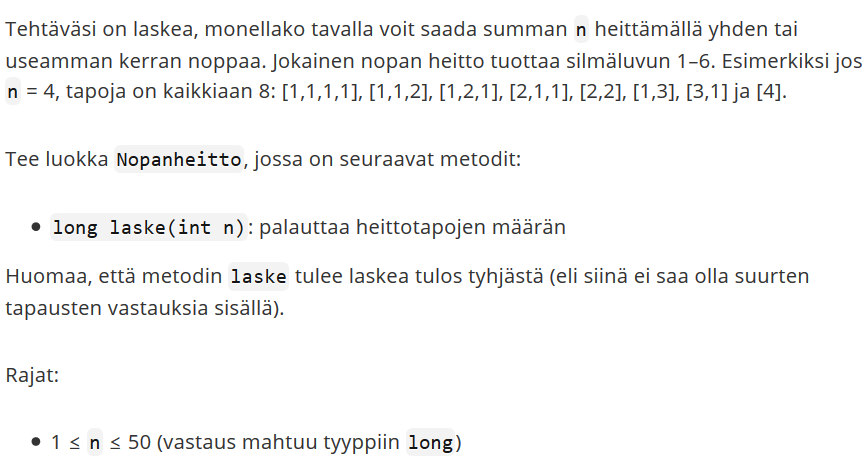 Tehtäväsi on laskea, monellako tavalla voit saada summan n heittämällä yhden tai
useamman kerran noppaa. Jokainen nopan heitto tuottaa silmäluvun 1–6. Esimerkiksi jos
n = 4, tapoja on kaikkiaan 8: [1,1,1,1], [1,1,2], [1,2,1], [2,1,1], [2,2], [1,3], [3,1] ja [4].
Tee luokka Nopanheitto, jossa on seuraavat metodit:
• long laske(int n): palauttaa heittotapojen määrän
Huomaa, että metodin laske tulee laskea tulos tyhjästä (eli siinä ei saa olla suurten
tapausten vastauksia sisällä).
Rajat:
• 1 ≤ n ≤ 50 (vastaus mahtuu tyyppiin long)